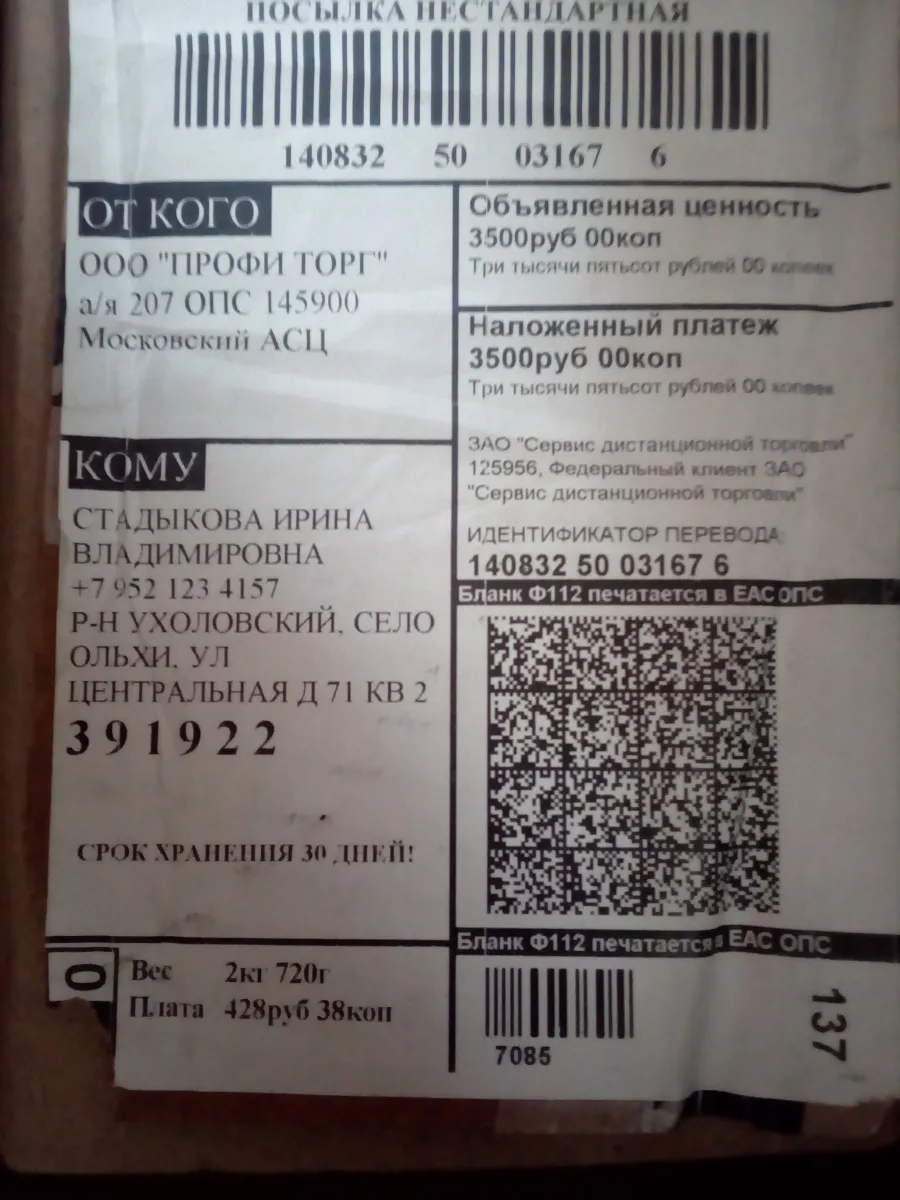 ПОСЫЛКА НЕСТАНДАРТНАЯ
140832 50 03167 6
ОТ КОГО
ООО "ПРОФИ ТОРГ"
а/я 207 ОПС 145900
Московский АСЦ
КОМУ
СТАДЫКОВА ИРИНА
ВЛАДИМИРОВНА
+7 952 123 4157
Р-Н УХОЛОВСКИЙ, СЕЛО
ОЛЬХИ, УЛ
ЦЕНТРАЛЬНАЯ Д 71 КВ 2
391922
СРОК ХРАНЕНИЯ 30 ДНЕЙ!
О
Вес 2кг 720г
Плата 428руб 38коп
Объявленная ценность
3500руб 00коп
Три тысячи пятьсот рублей 00 копеек
Наложенный платеж
3500руб 00коп
Три тысячи пятьсот рублей 00 копеек
ЗАО "Сервис дистанционной торговли"
125956, Федеральный клиент ЗАО
"Сервис дистанционной торговли"
ИДЕНТИФИКАТОР ПЕРЕВОДА
140832 50 03167 6
Бланк Ф112 печатается в ЕАС ОПС
Бланк Ф112 печатается в ЕАС ОПС
7085
137